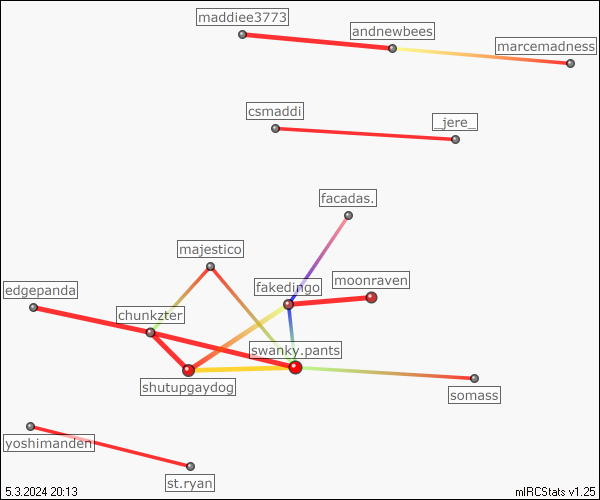 maddiee3773
andnewbees
marcemadness
csmaddi
_jere_
facadas.
majestico
moonraven
edgepanda
fakedingo
chunkzter
swanky.pants
shutupgaydog
somass
yoshimanden
st.ryan
5.3.2024 20:13
mIRCStats v1.25